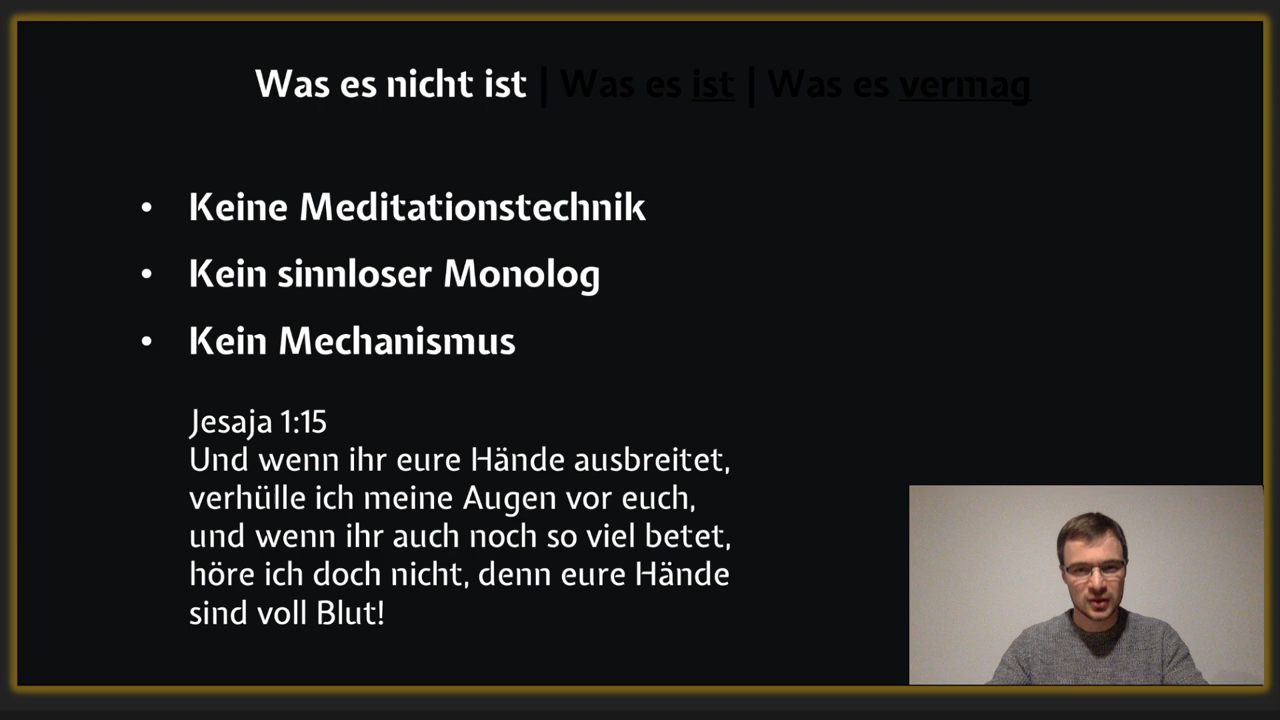 Was es nicht ist | Was es ist | Was es vermag
• Keine Meditationstechnik
• Kein sinnloser Monolog
• Kein Mechanismus
Jesaja 1:15
Und wenn ihr eure Hände ausbreitet,
verhülle ich meine Augen vor euch,
und wenn ihr auch noch so viel betet,
höre ich doch nicht, denn eure Hände
sind voll Blut!